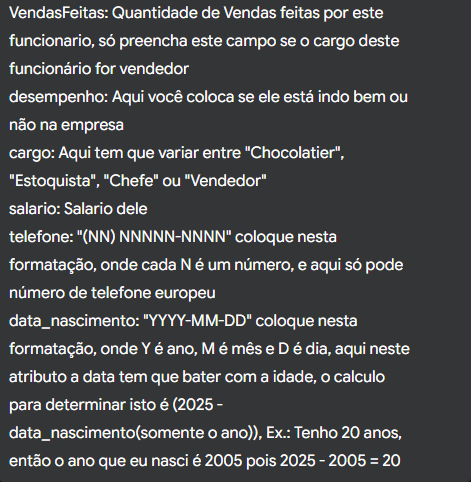 VendasFeitas: Quantidade de Vendas feitas por este
funcionario, só preencha este campo se o cargo deste
funcionário for vendedor
desempenho: Aqui você coloca se ele está indo bem ou
não na empresa
cargo: Aqui tem que variar entre "Chocolatier",
"Estoquista", "Chefe" ou "Vendedor"
salario: Salario dele
telefone: "(NN) NNNNN-NNNN" coloque nesta
formatação, onde cada N é um número, e aqui só pode
número de telefone europeu
data_nascimento: "YYYY-MM-DD" coloque nesta
formatação, onde Y é ano, M é mês e D é dia, aqui neste
atributo a data tem que bater com a idade, o calculo
para determinar isto é (2025 -
data_nascimento(somente o ano)), Ex.: Tenho 20 anos,
então o ano que eu nasci é 2005 pois 2025 - 2005 = 20